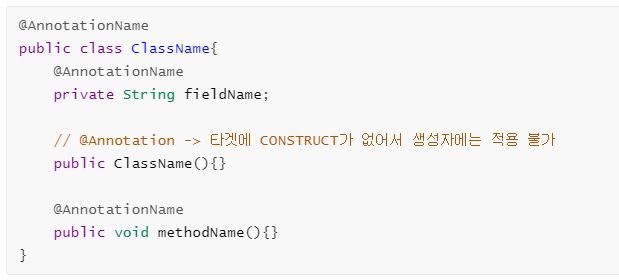 @AnnotationName
public class ClassName{
    @AnnotationName
    private String fieldName;

    // @Annotation -> 타겟에 CONSTRUCT가 없어서 생성자에는 적용 불가
    public ClassName(){}

    @AnnotationName
    public void methodName(){}
}